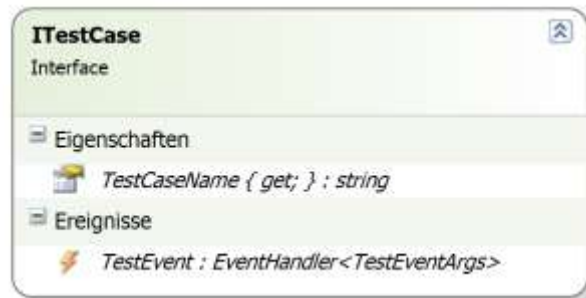 ITestCase
Interface
Eigenschaften
TestCaseName { get; } : string
Ereignisse
TestEvent : EventHandler<TestEventArgs>